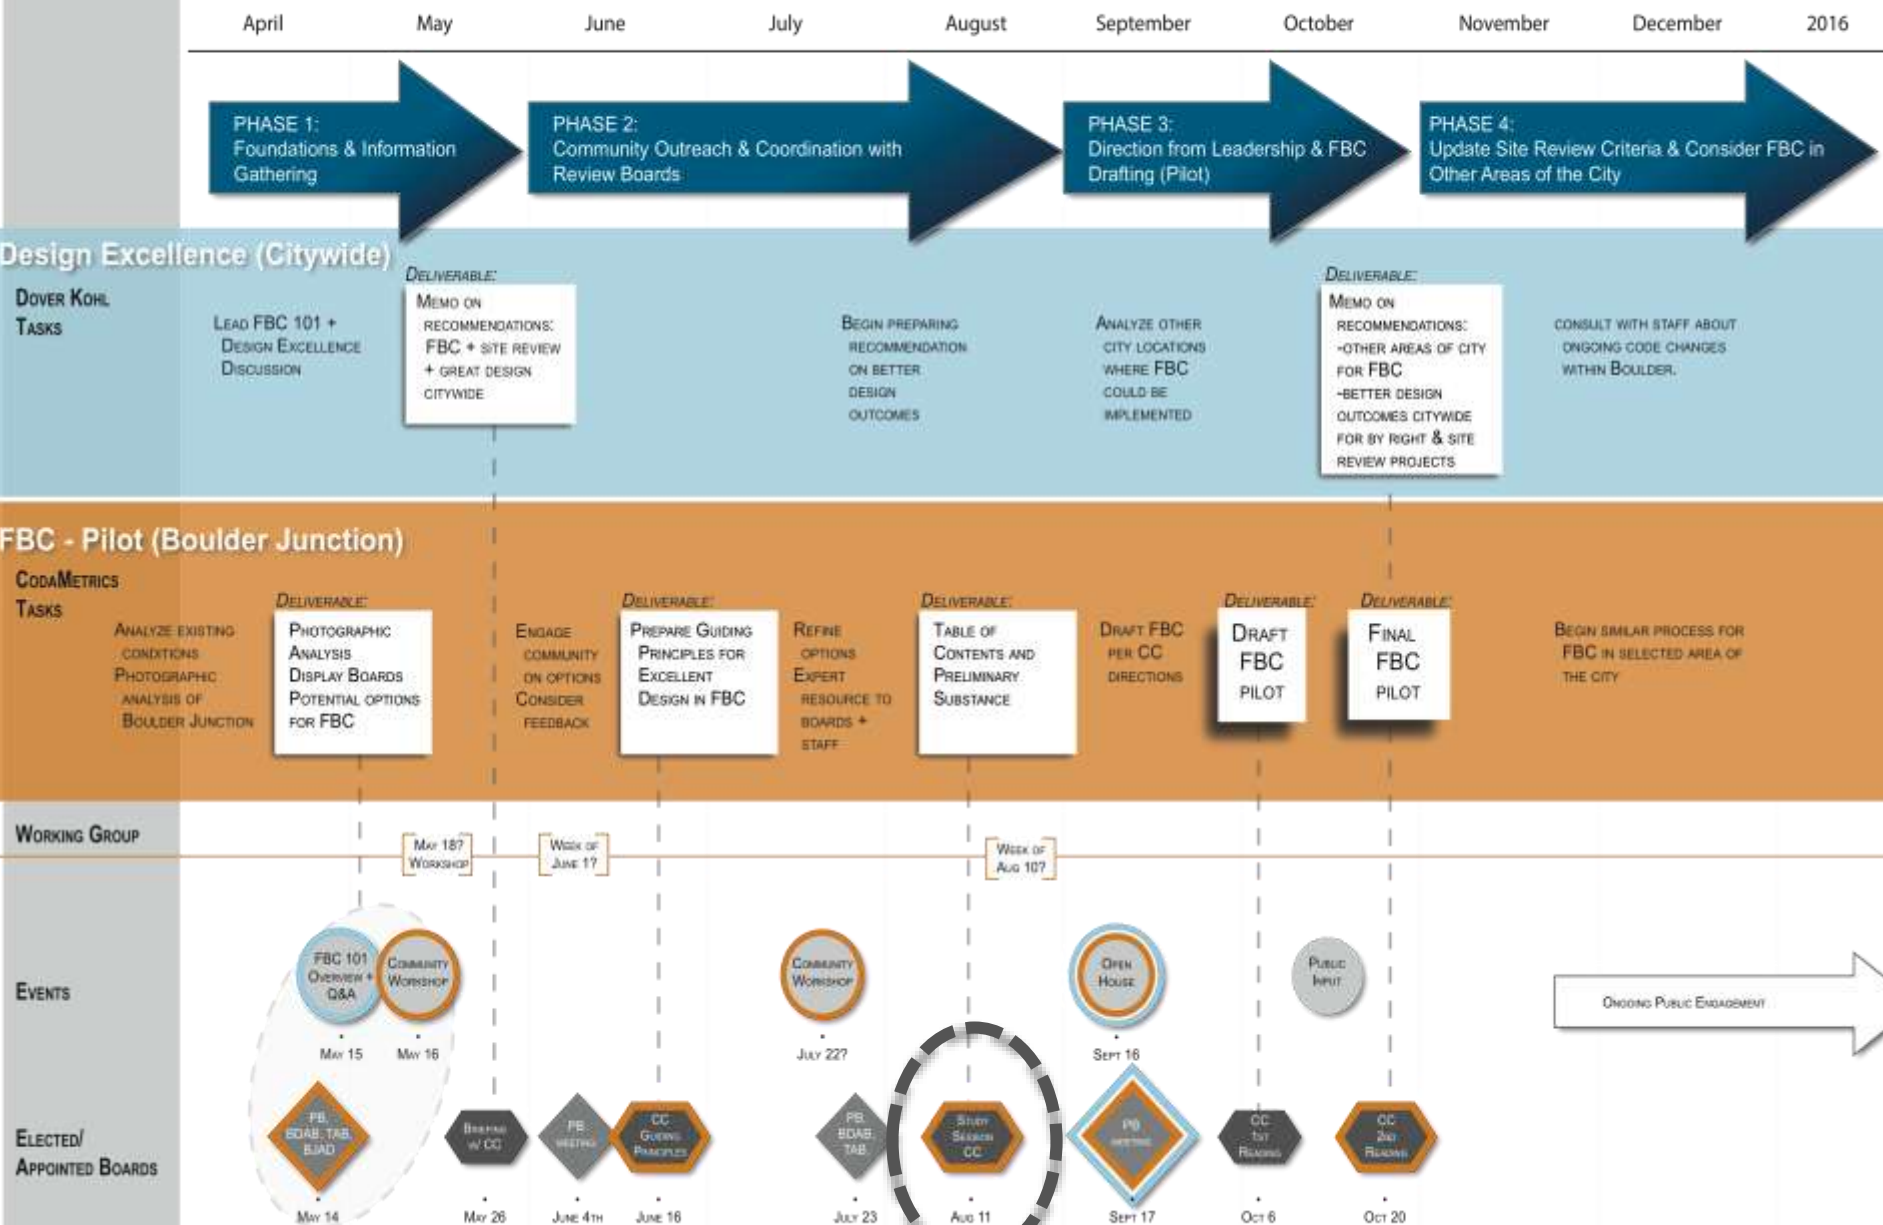 April May June July August September October November December 2016
PHASE 1:
Foundations & Information
Gathering
PHASE 2:
Community Outreach & Coordination with
Review Boards
PHASE 3:
Direction from Leadership & FBC
Drafting (Pilot)
PHASE 4:
Update Site Review Criteria & Consider FBC in
Other Areas of the City
Design Excellence (Citywide)
DOVER KOHL
TASKS
LEAD FBC 101 +
DESIGN EXCELLENCE
DISCUSSION
DELIVERABLE:
MEMO ON
RECOMMENDATIONS:
FBC + SITE REVIEW
+ GREAT DESIGN
CITYWIDE
BEGIN PREPARING
RECOMMENDATION
ON BETTER
DESIGN
OUTCOMES
ANALYZE OTHER
CITY LOCATIONS
WHERE FBC
COULD BE
IMPLEMENTED
DELIVERABLE:
MEMO ON
RECOMMENDATIONS:
-OTHER AREAS OF CITY
FOR FBC
-BETTER DESIGN
OUTCOMES CITYWIDE
FOR BY RIGHT & SITE
REVIEW PROJECTS
CONSULT WITH STAFF ABOUT
ONGOING CODE CHANGES
WITHIN BOULDER.
FBC - Pilot (Boulder Junction)
CODAMETRICS
TASKS
ANALYZE EXISTING
CONDITIONS
PHOTOGRAPHIC
ANALYSIS OF
BOULDER JUNCTION
DELIVERABLE:
PHOTOGRAPHIC
ANALYSIS
DISPLAY BOARDS
POTENTIAL OPTIONS
FOR FBC
ENGAGE
COMMUNITY
ON OPTIONS
CONSIDER
FEEDBACK
DELIVERABLE:
PREPARE GUIDING
PRINCIPLES FOR
EXCELLENT
DESIGN IN FBC
REFINE
OPTIONS
EXPERT
RESOURCE TO
BOARDS +
STAFF
DELIVERABLE:
TABLE OF
CONTENTS AND
PRELIMINARY
SUBSTANCE
DRAFT FBC
PER CC
DIRECTIONS
DELIVERABLE:
DRAFT
FBC
PILOT
DELIVERABLE:
FINAL
FBC
PILOT
BEGIN SIMILAR PROCESS FOR
FBC IN SELECTED AREA OF
THE CITY
WORKING GROUP
MAY 18?
WORKSHOP
WEEK OF
JUNE 1?
WEEK OF
AUG 10?
EVENTS
FBC 101
OVERVIEW +
Q&A
MAY 15
COMMUNITY
WORKSHOP
MAY 16
COMMUNITY
WORKSHOP
JULY 22?
OPEN
HOUSE
SEPT 16
PUBLIC
INPUT
ONGOING PUBLIC ENGAGEMENT
ELECTED/
APPOINTED BOARDS
PB,
BDAB, TAB,
BJAD
MAY 14
BRIEFING
W/ CC
MAY 26
PB
MEETING
JUNE 4TH
CC
GUIDING
PRINCIPLES
JUNE 16
PB,
BDAB,
TAB,
JULY 23
STUDY
SESSION
CC
AUG 11
PB
MEETING
SEPT 17
CC
1ST
READING
OCT 6
CC
2ND
READING
OCT 20